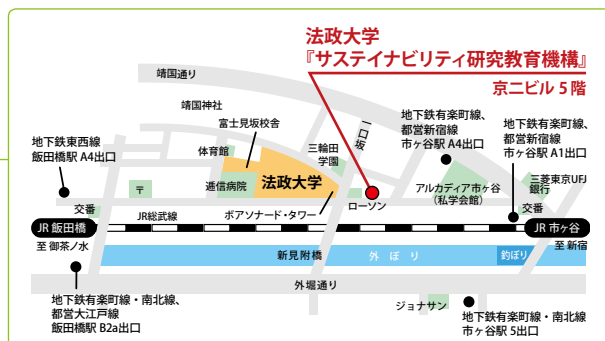 法政大学
『サステイナビリティ研究教育機構』
京二ビル 5 階
靖国通り
靖国神社
富士見坂校舎
一口坂
地下鉄有楽町線、
都営新宿線
市ヶ谷駅 A4出口
地下鉄有楽町線、
都営新宿線
市ヶ谷駅 A1出口
地下鉄東西線
飯田橋駅 A4出口
体育館
三輪田
学園
逓信病院
法政大学
〒
アルカディア市ヶ谷
（私学会館）
三菱東京UFJ
銀行
ローソン
交番
JR総武線
ボアソナード・タワー
交番
JR 飯田橋
JR 市ヶ谷
至 御茶ノ水
至 新宿
新見附橋
外 ぼ り
釣ぼり
外堀通り
地下鉄有楽町線・南北線、
都営大江戸線
飯田橋駅 B2a出口
ジョナサン
地下鉄有楽町線・南北線
市ヶ谷駅 5出口